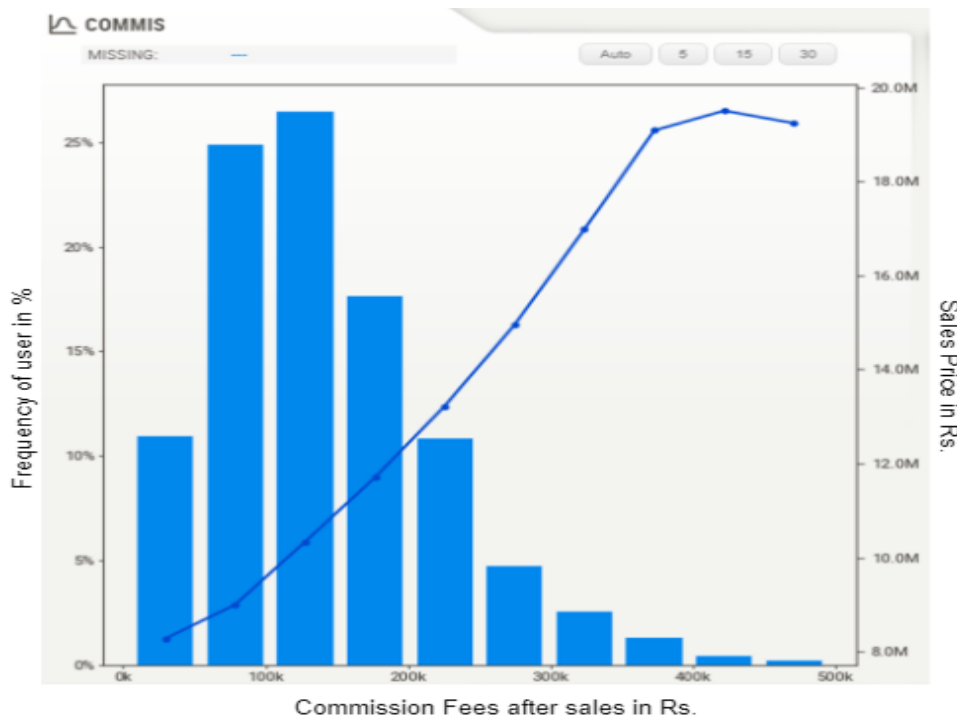 COMMIS
MISSING: —
Auto 5 15 30
20.0M
25%
18.0M
20%
16.0M
Frequency of user in %
Sales Price in Rs.
15%
14.0M
10%
12.0M
5%
10.0M
0%
8.0M
0k 100k 200k 300k 400k 500k
Commission Fees after sales in Rs.